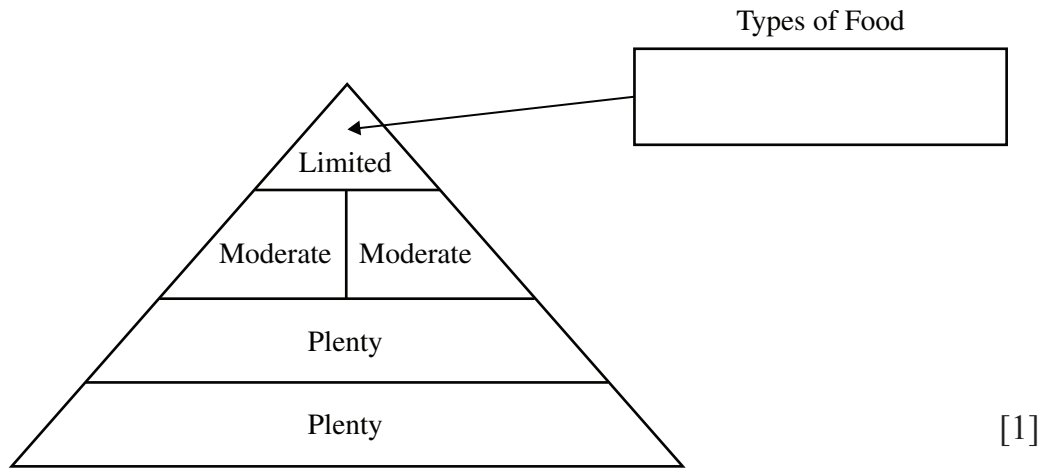 Types of Food
Limited
Moderate Moderate
Plenty
Plenty
[1]